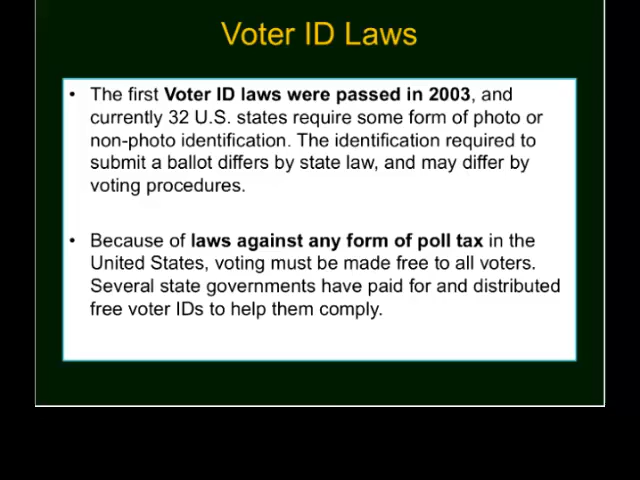 Voter ID Laws
• The first Voter ID laws were passed in 2003, and
currently 32 U.S. states require some form of photo or
non-photo identification. The identification required to
submit a ballot differs by state law, and may differ by
voting procedures.
• Because of laws against any form of poll tax in the
United States, voting must be made free to all voters.
Several state governments have paid for and distributed
free voter IDs to help them comply.